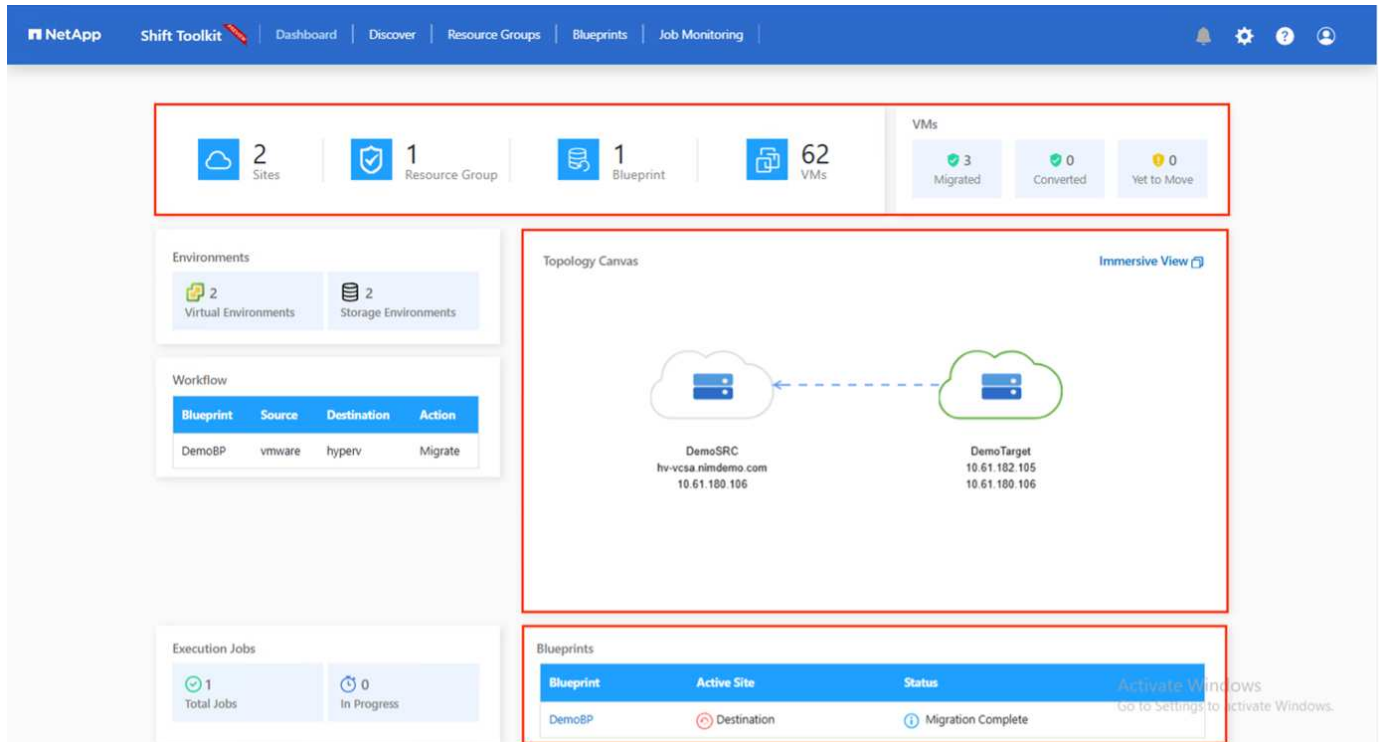 NetApp
Shift Toolkit
Dashboard
Discover
Resource Groups
Blueprints
Job Monitoring
2
Sites
1
Resource Group
1
Blueprint
62
VMs
VMs
3
Migrated
0
Converted
0
Yet to Move
Environments
2
Virtual Environments
2
Storage Environments
Topology Canvas
Immersive View
DemoSRC
hv-vcsa.nimdemo.com
10.61.180.106
DemoTarget
10.61.182.105
10.61.180.106
Workflow
Blueprint Source Destination Action
DemoBP vmware hyperv Migrate
Execution Jobs
1
Total Jobs
0
In Progress
Blueprints
Blueprint Active Site Status
DemoBP Destination Migration Complete
Activate Windows
Go to Settings to activate Windows.